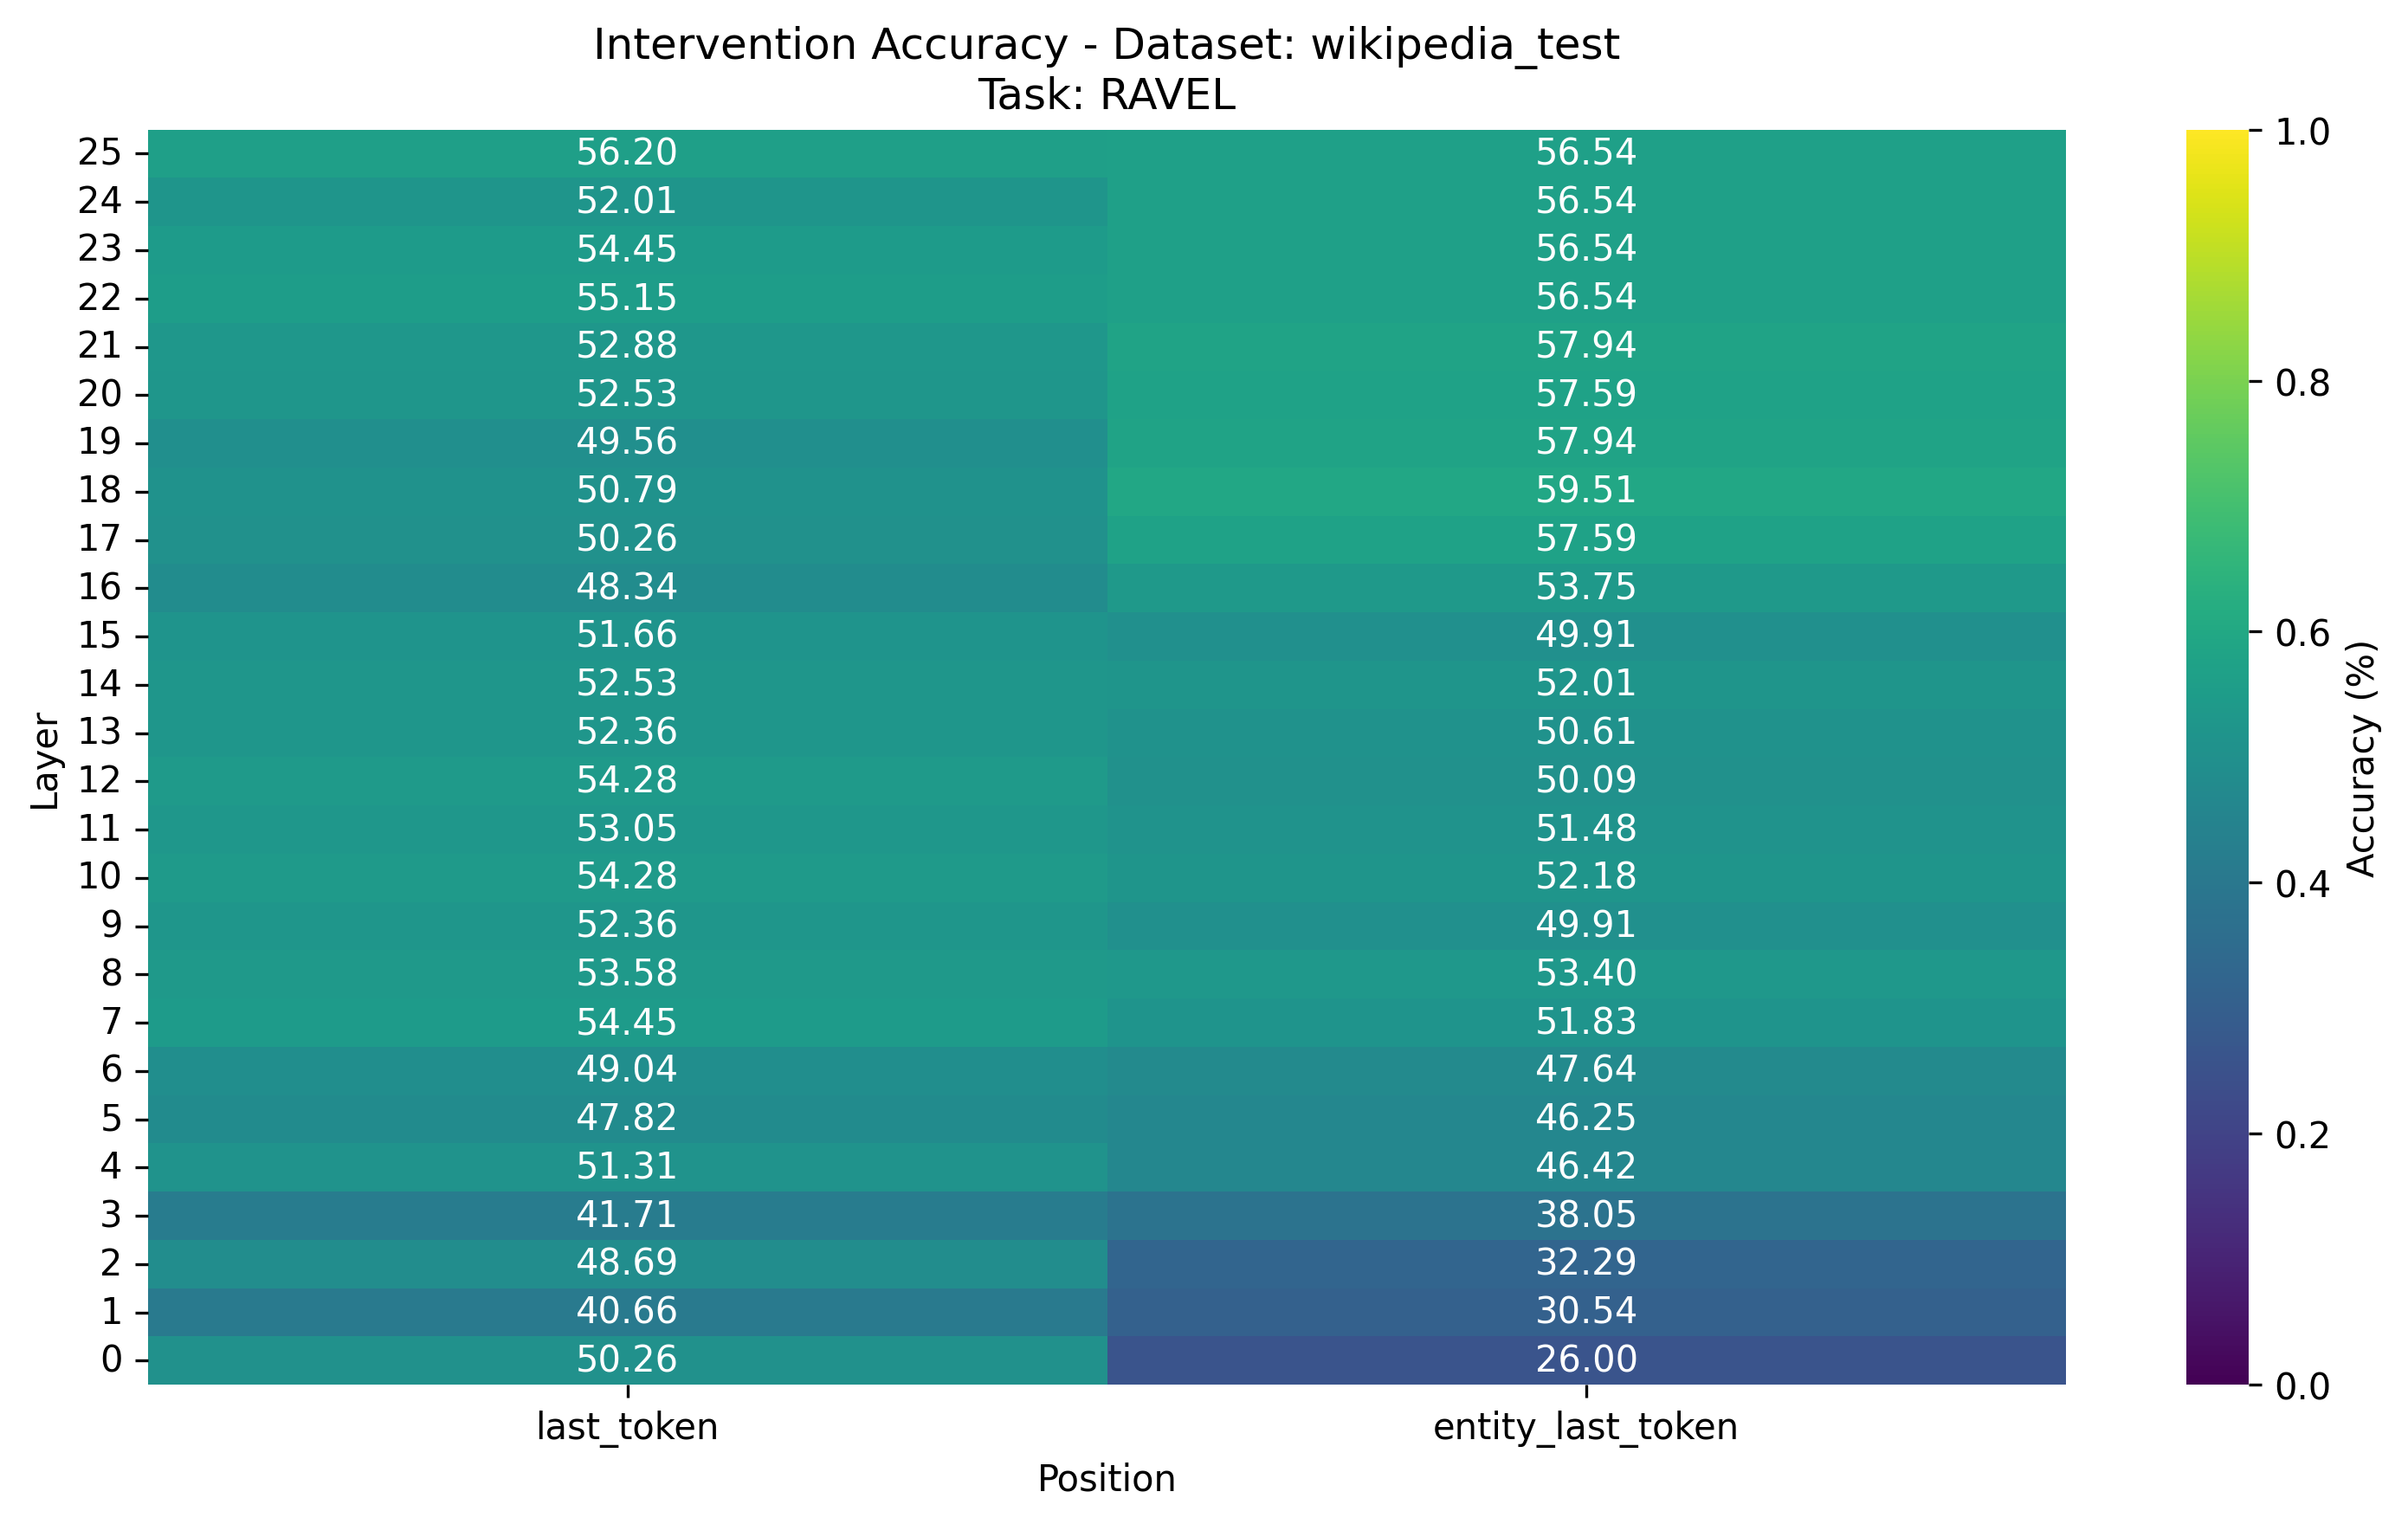 Intervention Accuracy - Dataset: wikipedia_test
Task: RAVEL
25 56.20 56.54
24 52.01 56.54
23 54.45 56.54
22 55.15 56.54
21 52.88 57.94
20 52.53 57.59
19 49.56 57.94
18 50.79 59.51
17 50.26 57.59
16 48.34 53.75
15 51.66 49.91
14 52.53 52.01
13 52.36 50.61
12 54.28 50.09
11 53.05 51.48
10 54.28 52.18
9 52.36 49.91
8 53.58 53.40
7 54.45 51.83
6 49.04 47.64
5 47.82 46.25
4 51.31 46.42
3 41.71 38.05
2 48.69 32.29
1 40.66 30.54
0 50.26 26.00
Layer
last_token entity_last_token
Position
1.0
0.8
0.6
0.4
0.2
0.0
Accuracy (%)